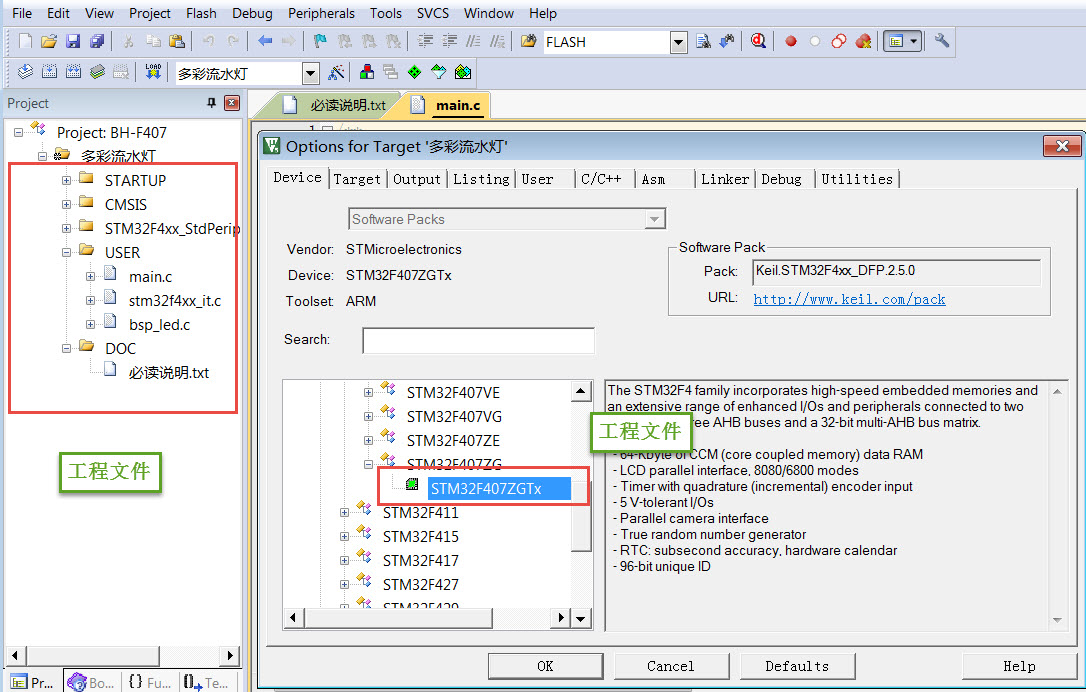 File Edit View Project Flash Debug Peripherals Tools SVCS Window Help
FLASH
LOAD
多彩流水灯
Project
必读说明.txt
main.c
Project: BH-F407
多彩流水灯
STARTUP
CMSIS
STM32F4xx_StdPerip
USER
main.c
stm32f4xx_it.c
bsp_led.c
DOC
必读说明.txt
工程文件
Pr... Bo... {} Fu... Te...
1
Options for Target '多彩流水灯'
Device Target Output Listing User C/C++ Asm Linker Debug Utilities
Software Packs
Vendor: STMicroelectronics
Device: STM32F407ZGTx
Toolset: ARM
Search:
Software Pack
Pack: Keil.STM32F4xx_DFP.2.5.0
URL: http://www.keil.com/pack
STM32F407VE
STM32F407VG
STM32F407ZE
STM32F407ZG
STM32F407ZGTx
STM32F411
STM32F415
STM32F417
STM32F427
STM32F429
The STM32F4 family incorporates high-speed embedded memories and
an extensive range of enhanced I/Os and peripherals connected to two
ree AHB buses and a 32-bit multi-AHB bus matrix.
工程文件
- 64-Kbyte of CCM (core coupled memory) data RAM
- LCD parallel interface, 8080/6800 modes
- Timer with quadrature (incremental) encoder input
- 5 V-tolerant I/Os
- Parallel camera interface
- True random number generator
- RTC: subsecond accuracy, hardware calendar
- 96-bit unique ID
OK Cancel Defaults Help